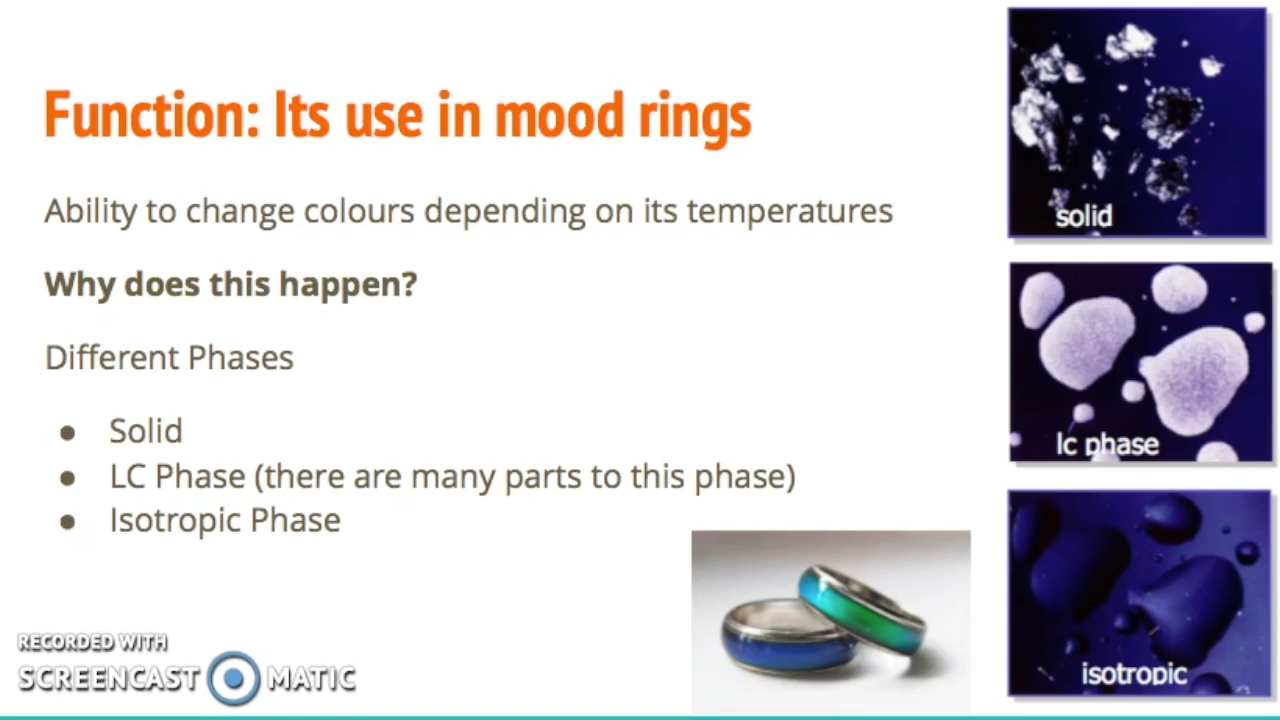 Function: Its use in mood rings
Ability to change colours depending on its temperatures
Why does this happen?
Different Phases
● Solid
● LC Phase (there are many parts to this phase)
● Isotropic Phase
solid
lc phase
isotropic
RECORDED WITH
SCREENCAST MATIC